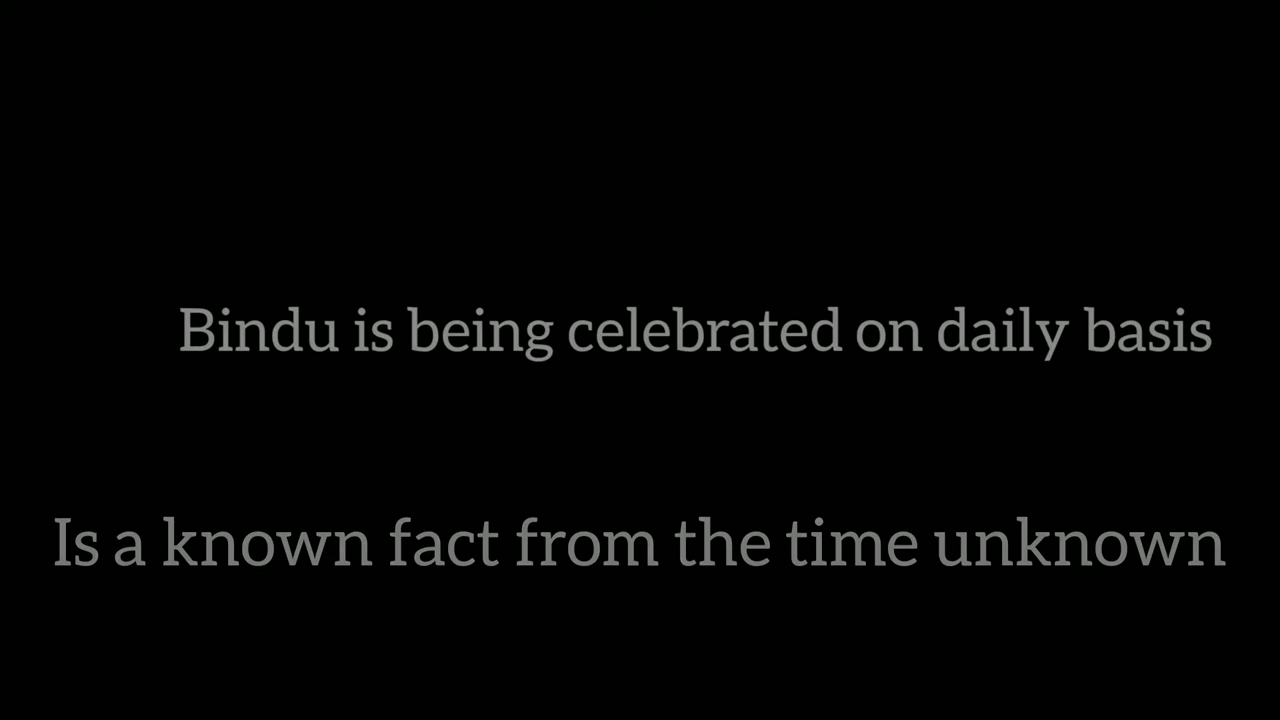 Bindu is being celebrated on daily basis
Is a known fact from the time unknown